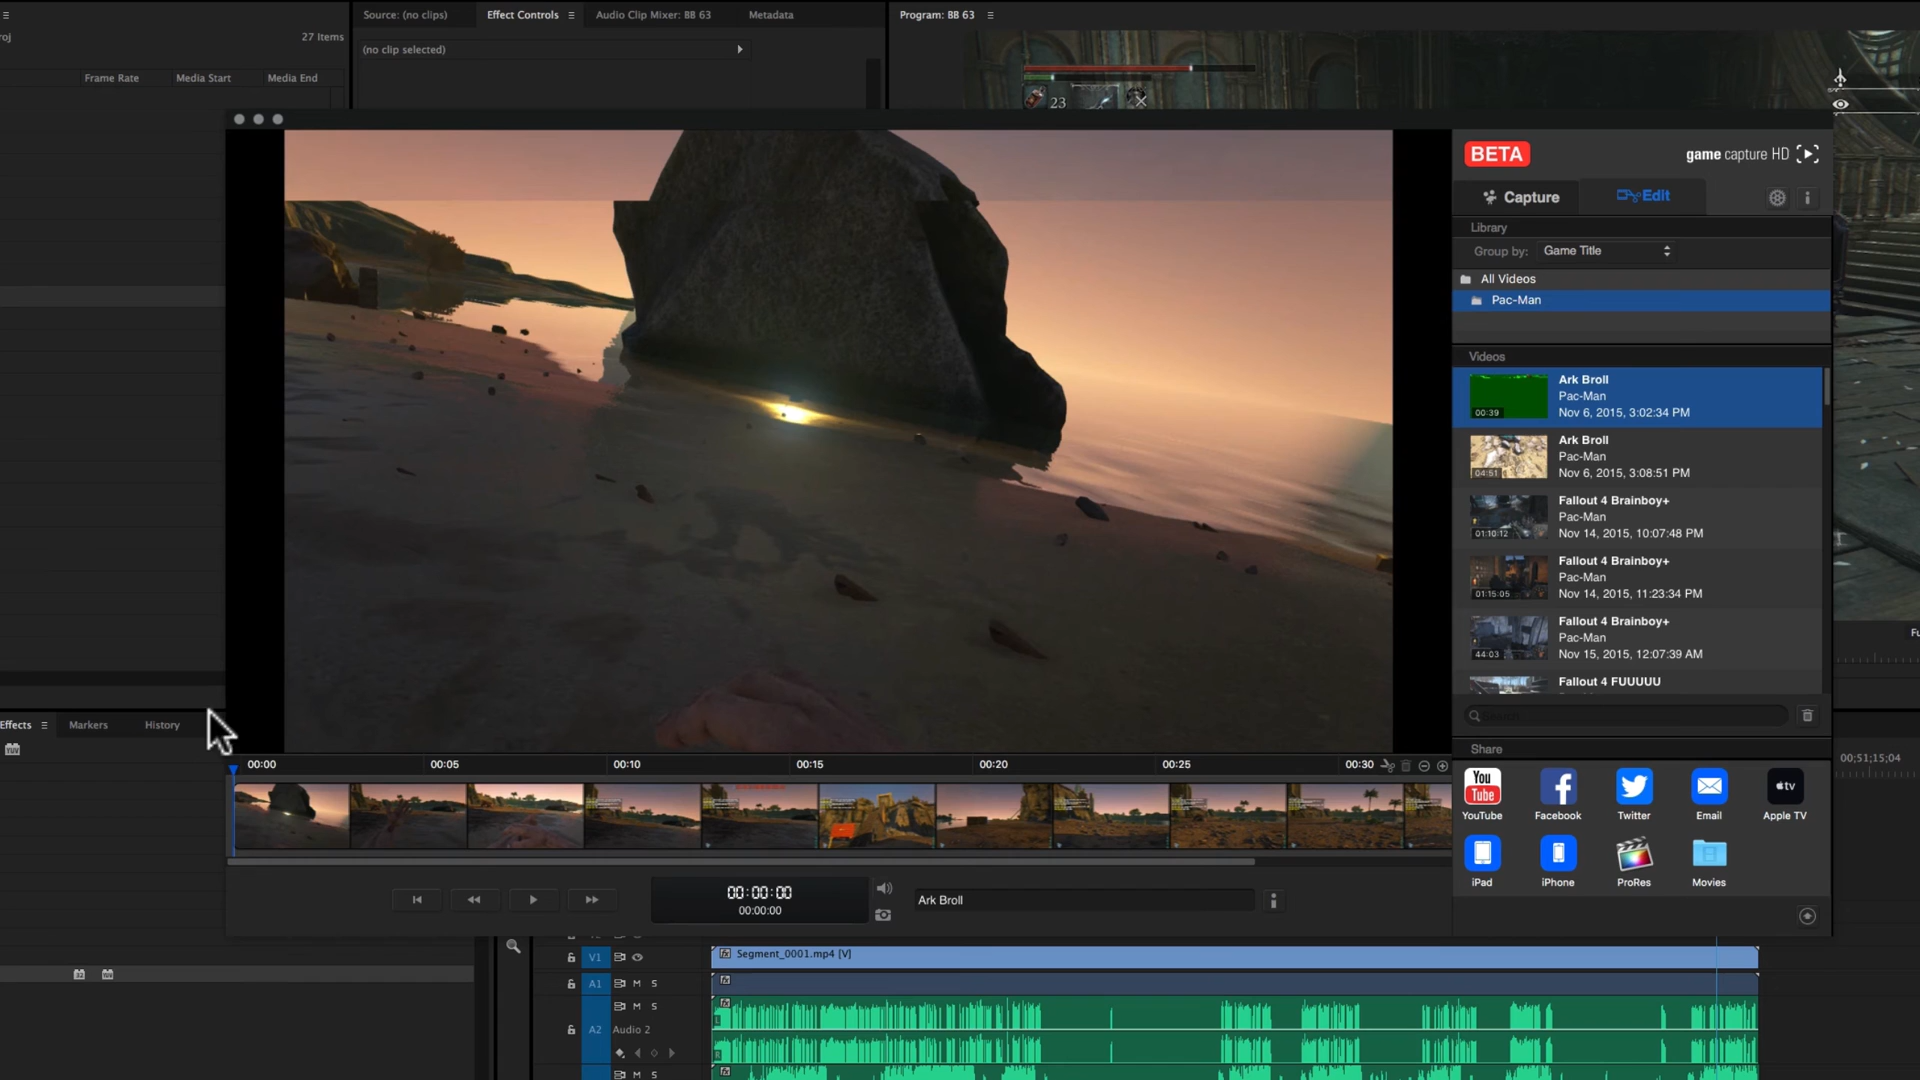 Source: (no clips)
Effect Controls
Audio Clip Mixer: BB 63
Metadata
Program: BB 63
roj
27 Items
(no clip selected)
Frame Rate
Media Start
Media End
23
BETA
game capture HD
Capture
Edit
Library
Group by:
Game Title
All Videos
Pac-Man
Videos
Ark Broll
Pac-Man
Nov 6, 2015, 3:02:34 PM
00:39
Ark Broll
Pac-Man
Nov 6, 2015, 3:08:51 PM
04:51
Fallout 4 Brainboy+
Pac-Man
Nov 14, 2015, 10:07:48 PM
01:10:12
Fallout 4 Brainboy+
Pac-Man
Nov 14, 2015, 11:23:34 PM
01:15:05
Fallout 4 Brainboy+
Pac-Man
Nov 15, 2015, 12:07:39 AM
44:03
Fallout 4 FUUUUU
Search
Fu
Effects
Markers
History
Share
You Tube
YouTube
Facebook
Twitter
Email
tv
Apple TV
iPad
iPhone
ProRes
Movies
00;51;15;04
00:00
00:05
00:10
00:15
00:20
00:25
00:30
00:00:00
00:00:00
Ark Broll
V1
Segment_0001.mp4 [V]
A1
M
S
M
S
A2
Audio 2
L
R
M
S